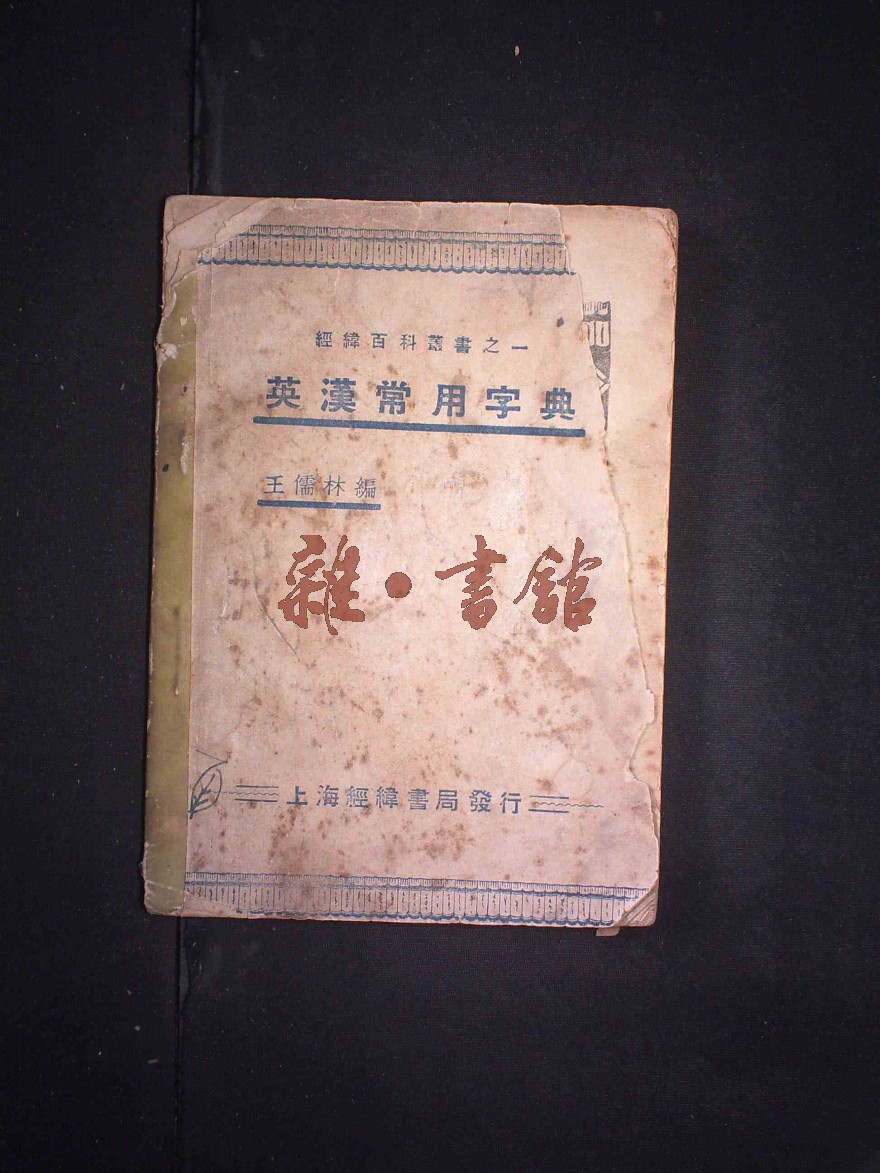 經緯百科叢書之一
英漢常用字典
王儒林編
雜·書館
上海經緯書局發行